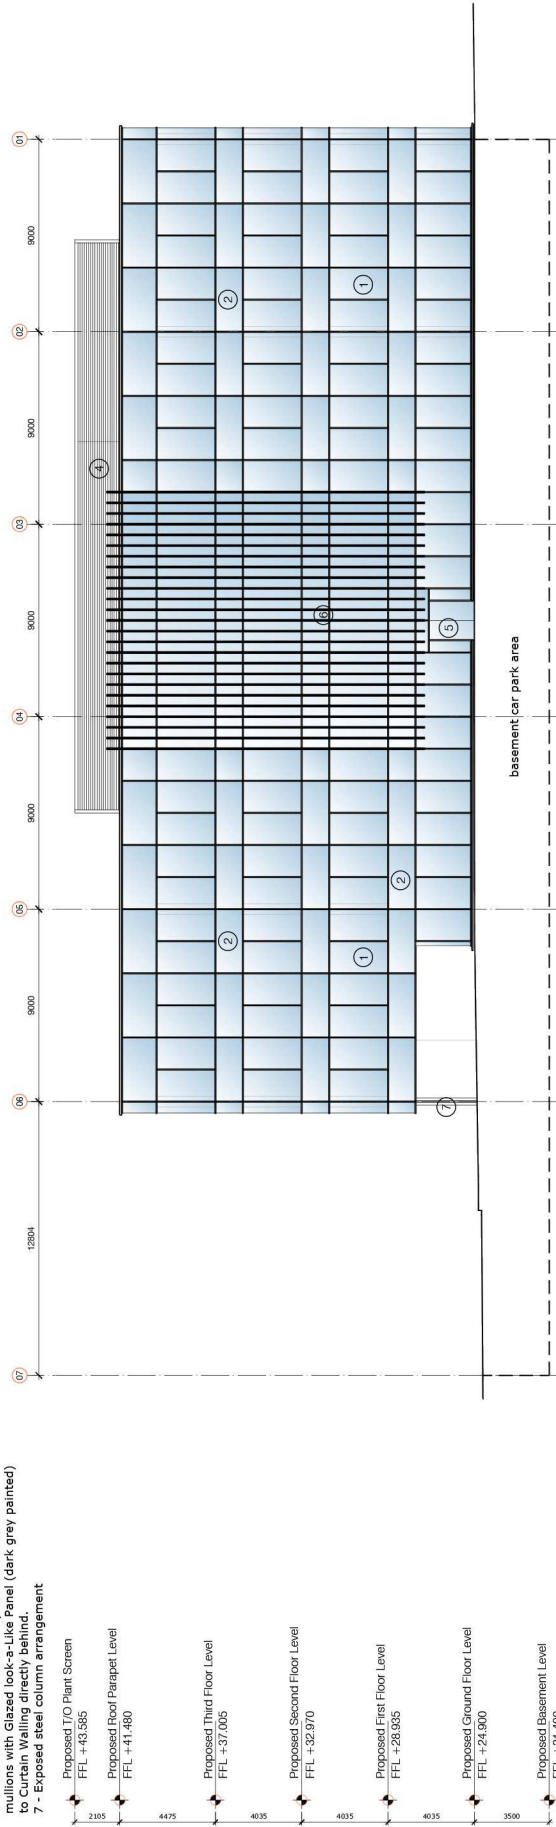 mullions with Glazed look-a-Like Panel (dark grey painted)
to Curtain Walling directly behind.
7 - Exposed steel column arrangement
07
06
05
04
03
02
01
12804
9000
9000
9000
9000
9000
Proposed T/O Plant Screen
FFL +43.585
Proposed Roof Parapet Level
FFL +41.480
Proposed Third Floor Level
FFL +37.005
Proposed Second Floor Level
FFL +32.970
Proposed First Floor Level
FFL +28.935
Proposed Ground Floor Level
FFL +24.900
Proposed Basement Level
2105
4475
4035
4035
4035
3500
4
2
2
6
1
1
2
7
5
basement car park area